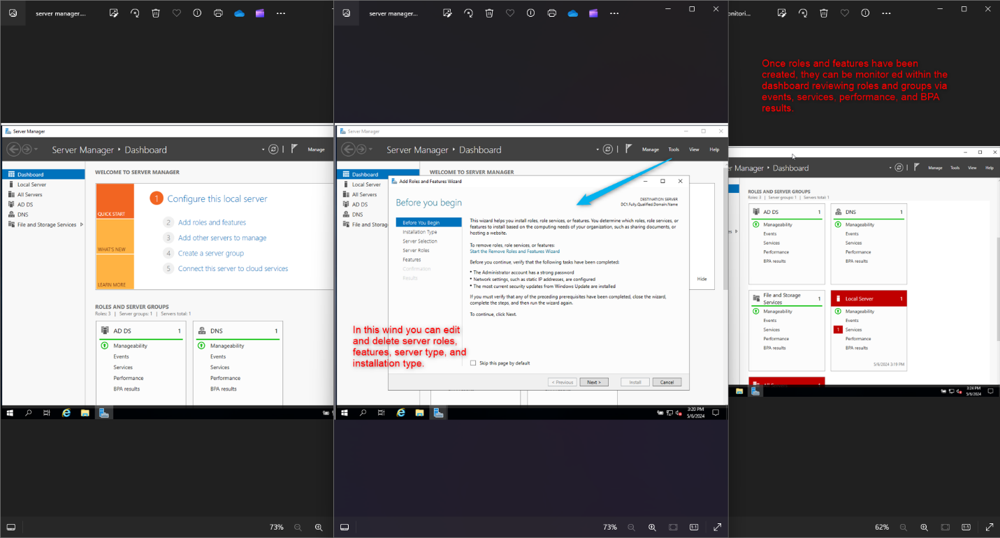 server manager....
Server Manager
Server Manager • Dashboard
Manage
Dashboard
Local Server
All Servers
AD DS
DNS
File and Storage Services
WELCOME TO SERVER MANAGER
QUICK START
WHAT'S NEW
LEARN MORE
1 Configure this local server
2 Add roles and features
3 Add other servers to manage
4 Create a server group
5 Connect this server to cloud services
ROLES AND SERVER GROUPS
Roles: 3 | Server groups: 1 | Servers total: 1
AD DS 1
Manageability
Events
Services
Performance
BPA results
DNS 1
Manageability
Events
Services
Performance
BPA results
73%
server manager...
Server Manager
Server Manager • Dashboard
Manage Tools View Help
Dashboard
Local Server
All Servers
AD DS
DNS
File and Storag
WELCOME TO SERVER MANAGER
Add Roles and Features Wizard
Before you begin
DESTINATION SERVER
DC1.Fully.Qualified.Domain.Name
Before You Begin
Installation Type
Server Selection
Server Roles
Features
Confirmation
Results
This wizard helps you install roles, role services, or features. You determine which roles, role services, or
features to install based on the computing needs of your organization, such as sharing documents, or
hosting a website.
To remove roles, role services, or features:
Start the Remove Roles and Features Wizard
Before you continue, verify that the following tasks have been completed:
• The Administrator account has a strong password
• Network settings, such as static IP addresses, are configured
• The most current security updates from Windows Update are installed
If you must verify that any of the preceding prerequisites have been completed, close the wizard,
complete the steps, and then run the wizard again.
To continue, click Next.
Skip this page by default
< Previous Next > Install Cancel
Hide
In this wind you can edit
and delete server roles,
features, server type, and
installation type.
3:20 PM
5/6/2024
73%
onitori...
Once roles and features have been
created, they can be monitor ed within the
dashboard reviewing roles and groups via
events, services, performance, and BPA
results.
er Manager • Dashboard
Manage Tools View Help
es
ROLES AND SERVER GROUPS
Roles: 3 | Server groups: 1 | Servers total: 1
AD DS 1
Manageability
Events
Services
Performance
BPA results
DNS 1
Manageability
Events
Services
Performance
BPA results
File and Storage
Services 1
Manageability
Events
Services
Performance
BPA results
Local Server 1
Manageability
Events
1 Services
Performance
BPA results
5/6/2024 3:19 PM
3:24 PM
5/6/2024
62%